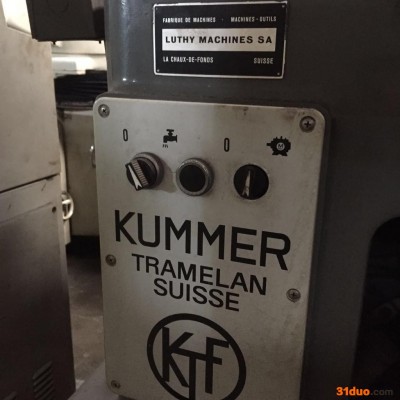 FABRIQUE DE MACHINES - MACHINES-OUTILS
LUTHY MACHINES SA
LA CHAUX-DE-FONDS SUISSE
0 0
KUMMER
TRAMELAN
SUISSE
KTF
31duo.com